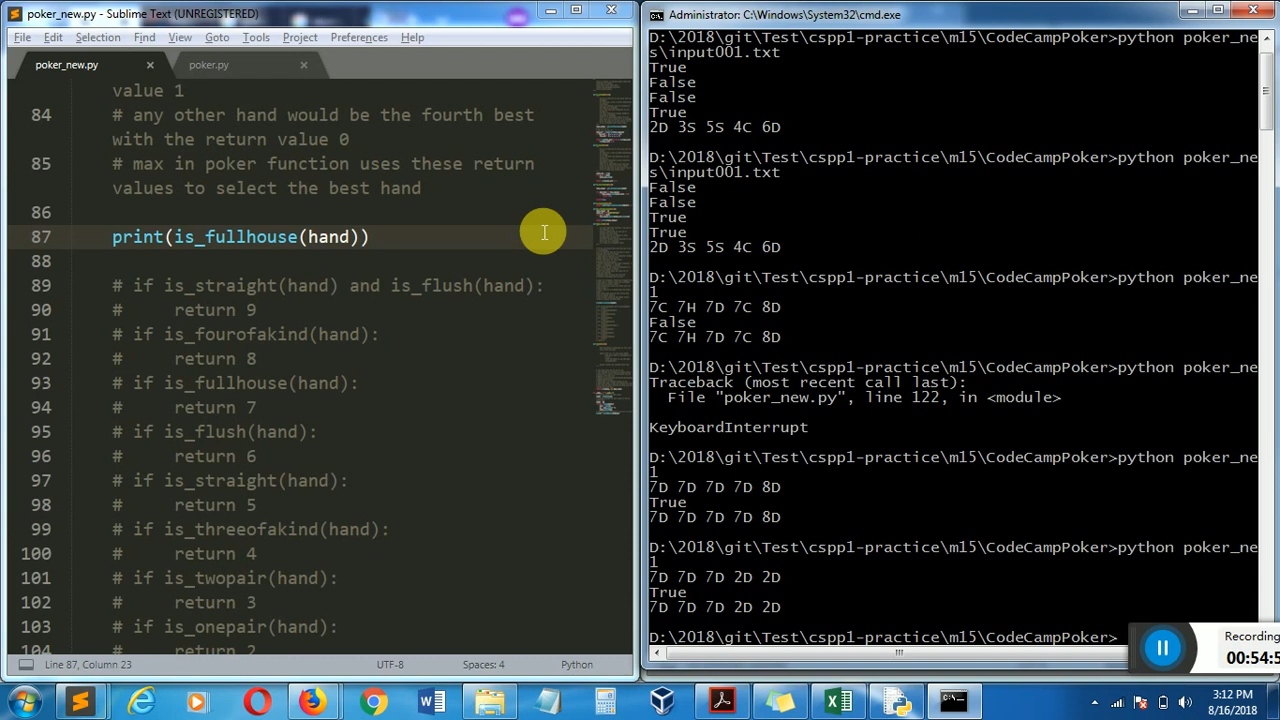 poker_new.py - Sublime Text (UNREGISTERED)
File Edit Selection Find View Goto Tools Project Preferences Help
poker_new.py × poker.py ×
value 1
84 # any other hand would be the fourth best
with the return value
85 # max in poker function uses these return
values to select the best hand
86
87 print(is_fullhouse(hand))
88
89 # if is_straight(hand) and is_flush(hand):
90 #     return 9
91 # if is_fourofakind(hand):
92 #     return 8
93 # if is_fullhouse(hand):
94 #     return 7
95 # if is_flush(hand):
96 #     return 6
97 # if is_straight(hand):
98 #     return 5
99 # if is_threeofakind(hand):
100 #     return 4
101 # if is_twopair(hand):
102 #     return 3
103 # if is_onepair(hand):
104 #     return 2
Line 87, Column 23 UTF-8 Spaces: 4 Python
Administrator: C:\Windows\System32\cmd.exe
D:\2018\git\Test\cspp1-practice\m15\CodeCampPoker>python poker_ne
s\input001.txt
True
False
False
True
2D 3S 5S 4C 6D
D:\2018\git\Test\cspp1-practice\m15\CodeCampPoker>python poker_ne
s\input001.txt
False
False
True
True
2D 3S 5S 4C 6D
D:\2018\git\Test\cspp1-practice\m15\CodeCampPoker>python poker_ne
1
7C 7H 7D 7C 8D
False
7C 7H 7D 7C 8D
D:\2018\git\Test\cspp1-practice\m15\CodeCampPoker>python poker_ne
Traceback (most recent call last):
File "poker_new.py", line 122, in <module>
KeyboardInterrupt
D:\2018\git\Test\cspp1-practice\m15\CodeCampPoker>python poker_ne
1
7D 7D 7D 7D 8D
True
7D 7D 7D 7D 8D
D:\2018\git\Test\cspp1-practice\m15\CodeCampPoker>python poker_ne
1
7D 7D 7D 2D 2D
True
7D 7D 7D 2D 2D
D:\2018\git\Test\cspp1-practice\m15\CodeCampPoker>
Recording
00:54:5
3:12 PM
8/16/2018